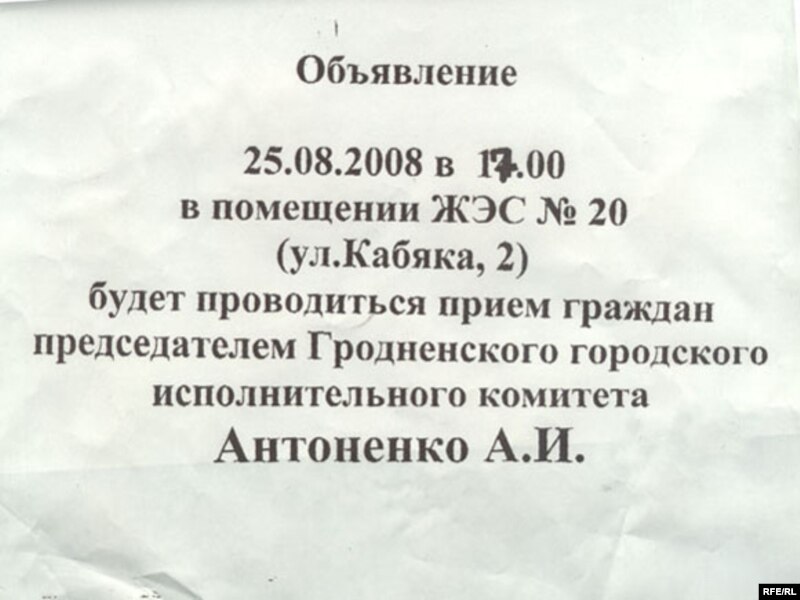 Объявление
25.08.2008 в 17.00
в помещении ЖЭС № 20
(ул.Кабяка, 2)
будет проводиться прием граждан
председателем Гродненского городского
исполнительного комитета
Антоненко А.И.
RFE/RL